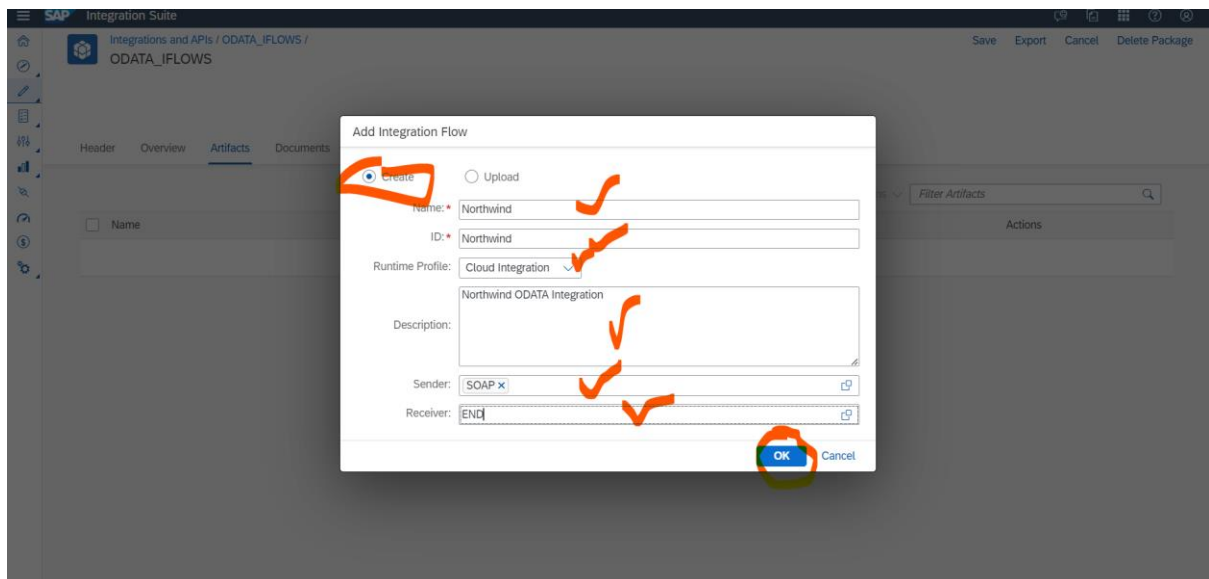 SAP Integration Suite
Integrations and APIs / ODATA_IFLOWS /
ODATA_IFLOWS
Save Export Cancel Delete Package
Header Overview Artifacts Documents
Add Integration Flow
Create Upload
Name:* Northwind
ID:* Northwind
Runtime Profile: Cloud Integration
Description: Northwind ODATA Integration
Sender: SOAP ×
Receiver: END
OK Cancel
Filter Artifacts
Name Actions